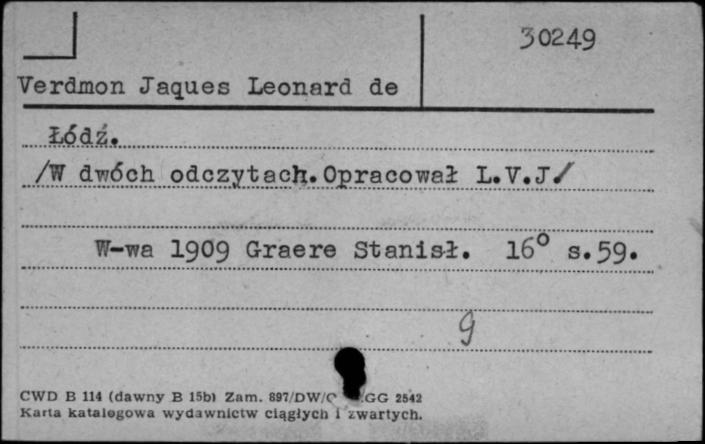 30249
Verdmon Jaques Leonard de
Łódź.
/W dwóch odczytach. Opracował L.V.J/
W-wa 1909 Graere Stanisł. 16° s.59.
g
CWD B 114 (dawny B 15b) Zam. 897/DW/ GG 2542
Karta katalogowa wydawnictw ciągłych i zwartych.